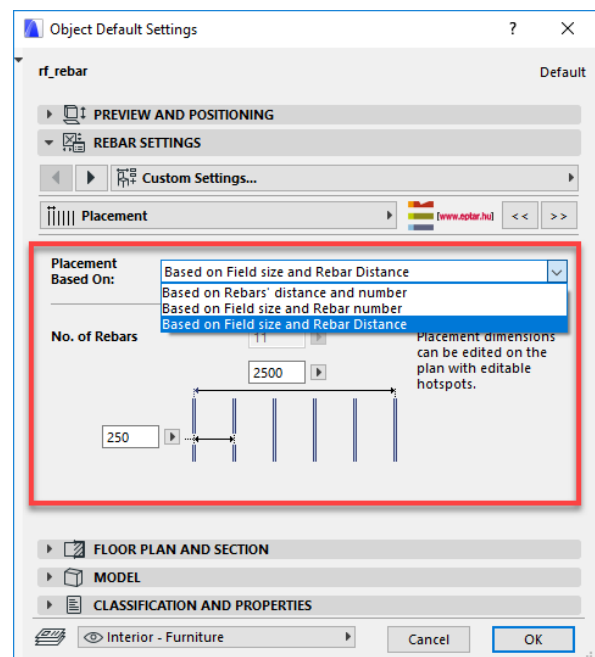 Object Default Settings ? ×
rf_rebar Default
PREVIEW AND POSITIONING
REBAR SETTINGS
Custom Settings...
Placement [www.eptar.hu] << >>
Placement
Based On: Based on Field size and Rebar Distance
Based on Rebars' distance and number
Based on Field size and Rebar number
Based on Field size and Rebar Distance
No. of Rebars 11 Placement dimensions
can be edited on the
2500 plan with editable
hotspots.
250
FLOOR PLAN AND SECTION
MODEL
CLASSIFICATION AND PROPERTIES
Interior - Furniture Cancel OK